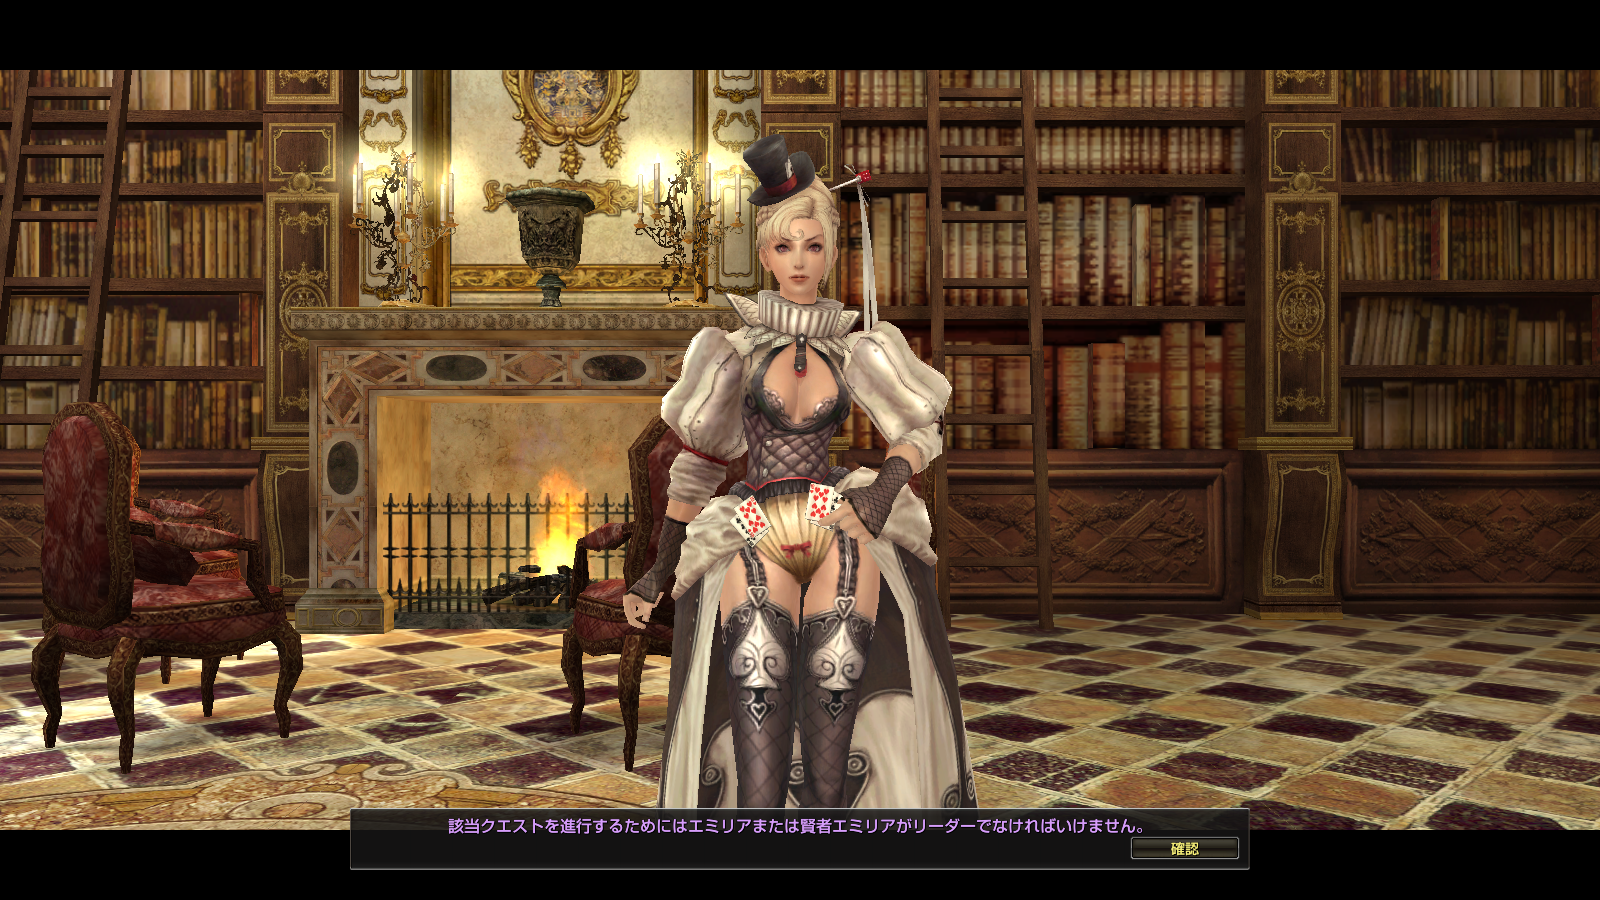 該当クエストを進行するためにはエミリアまたは賢者エミリアがリーダーでなければいけません。
確認